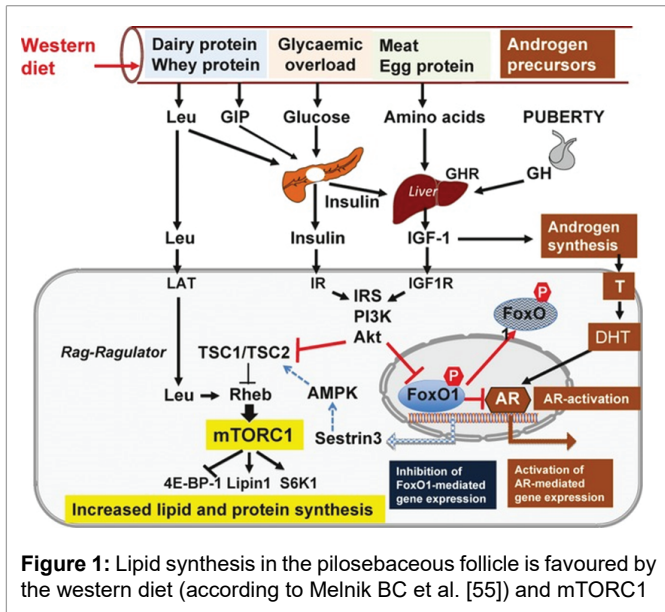 Western
diet
Dairy protein
Whey protein
Glycaemic
overload
Meat
Egg protein
Androgen
precursors
Leu
GIP
Glucose
Amino acids
PUBERTY
Liver
GHR
GH
Insulin
Leu
Insulin
IGF-1
Androgen
synthesis
LAT
IR
IGF1R
T
IRS
PI3K
Akt
P
FoxO
1
DHT
Rag-Ragulator
TSC1/TSC2
P
FoxO1
AR
AR-activation
Leu
Rheb
AMPK
mTORC1
Sestrin3
4E-BP-1
Lipin1
S6K1
Inhibition of
FoxO1-mediated
gene expression
Activation of
AR-mediated
gene expression
Increased lipid and protein synthesis
Figure 1: Lipid synthesis in the pilosebaceous follicle is favoured by
the western diet (according to Melnik BC et al. [55]) and mTORC1